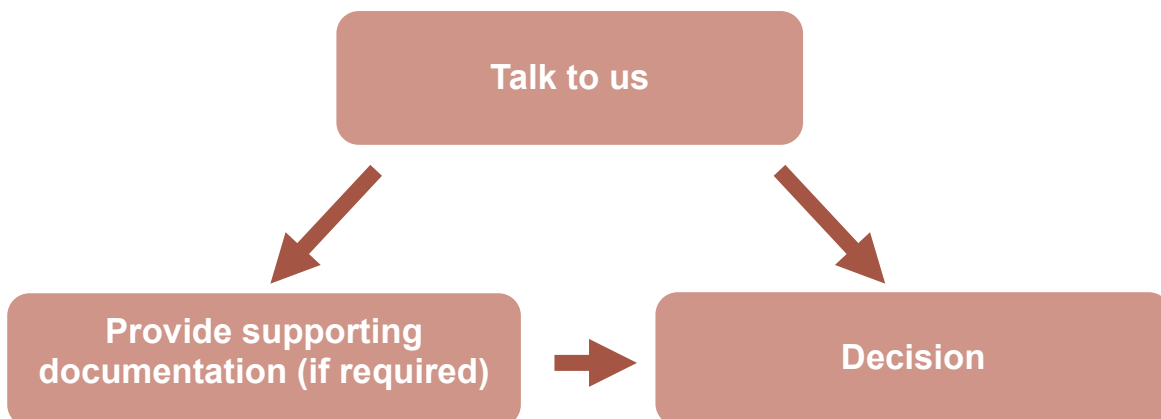 Talk to us
Provide supporting
documentation (if required)
Decision